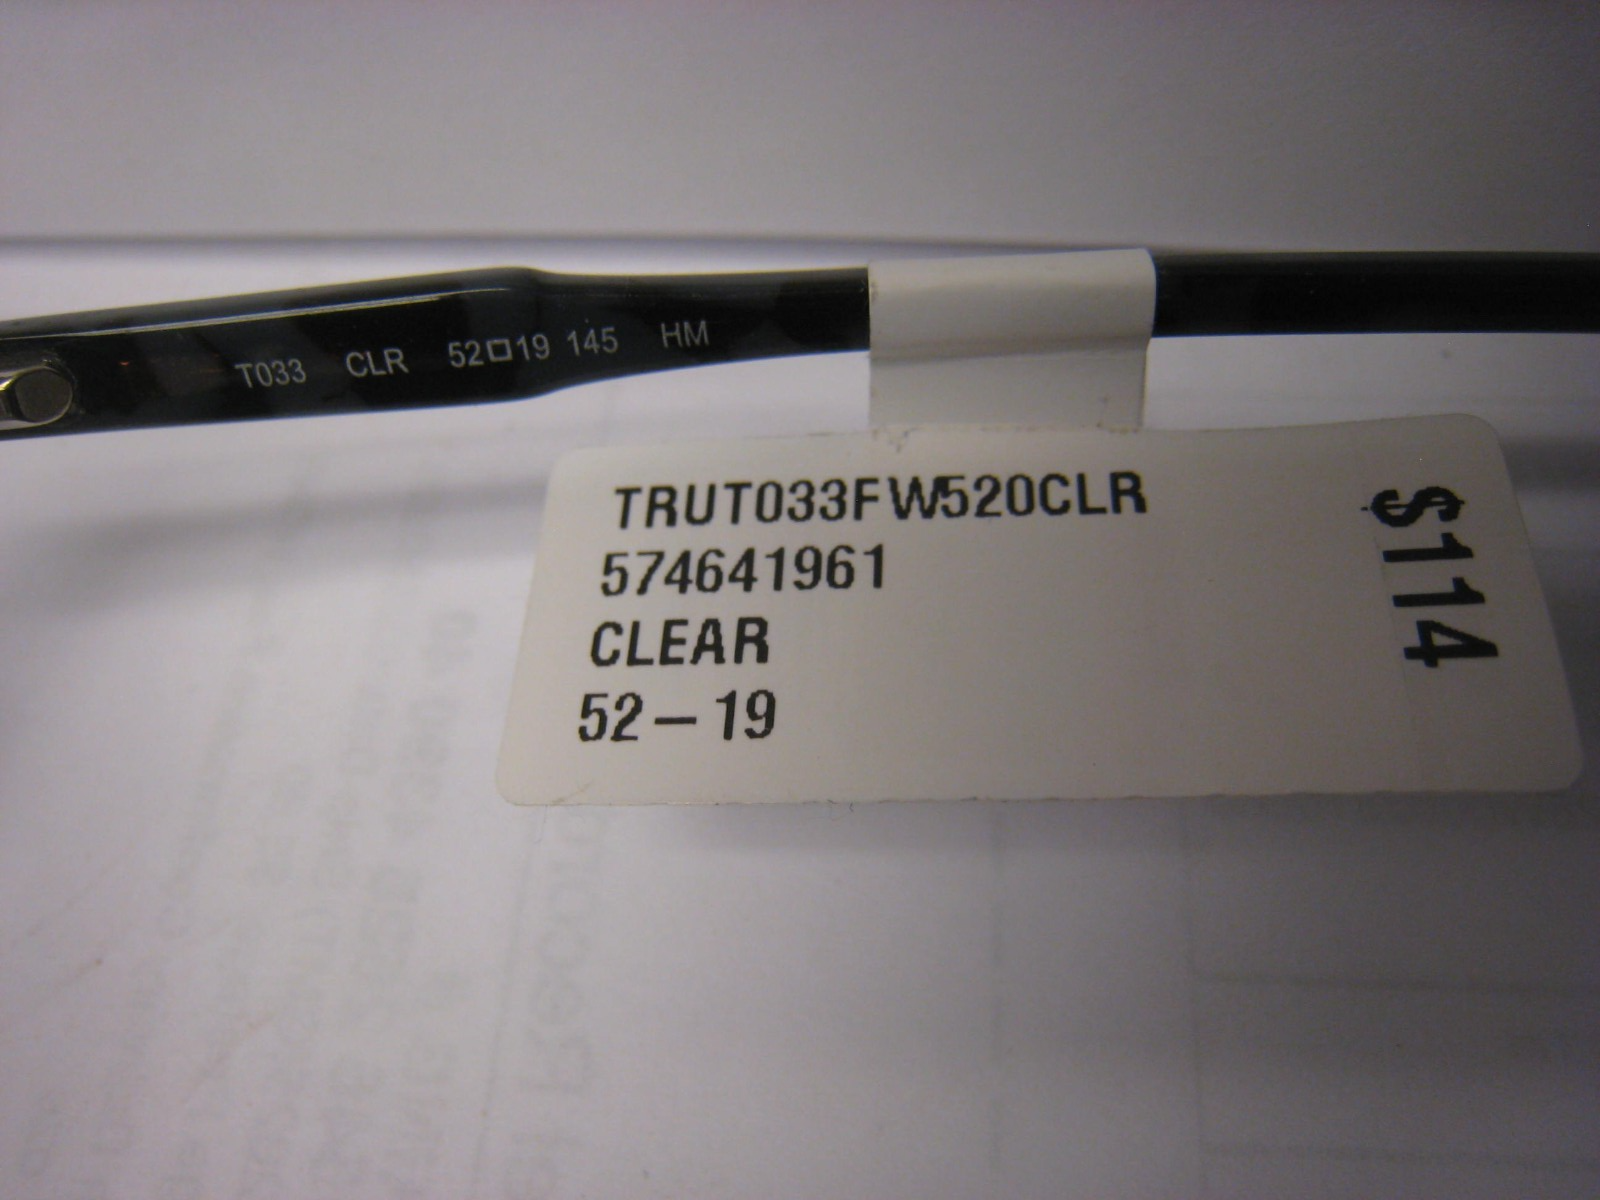 T033 CLR 52□19 145 HM
TRUT033FW520CLR
574641961
CLEAR
52-19
$114